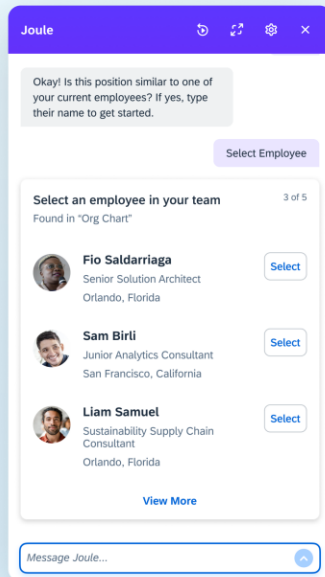 Joule
Okay! Is this position similar to one of
your current employees? If yes, type
their name to get started.
Select Employee
Select an employee in your team
3 of 5
Found in "Org Chart"
Fio Saldarriaga
Senior Solution Architect
Orlando, Florida
Select
Sam Birli
Junior Analytics Consultant
San Francisco, California
Select
Liam Samuel
Sustainability Supply Chain
Consultant
Orlando, Florida
Select
View More
Message Joule...